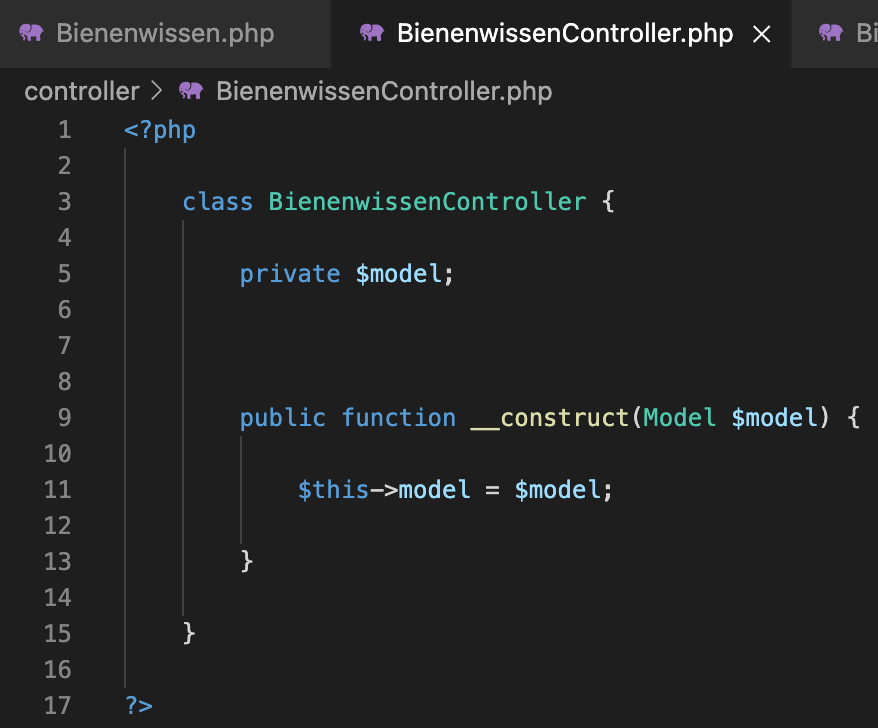 Bienenwissen.php BienenwissenController.php Bi
controller > BienenwissenController.php
1 <?php
2
3 class BienenwissenController {
4
5 private $model;
6
7
8
9 public function __construct(Model $model) {
10
11 $this->model = $model;
12
13 }
14
15 }
16
17 ?>